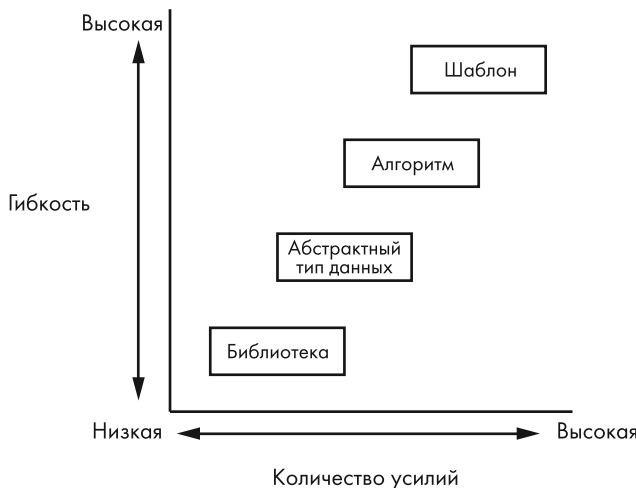 Высокая
Шаблон
Алгоритм
Гибкость
Абстрактный
тип данных
Библиотека
Низкая
Высокая
Количество усилий